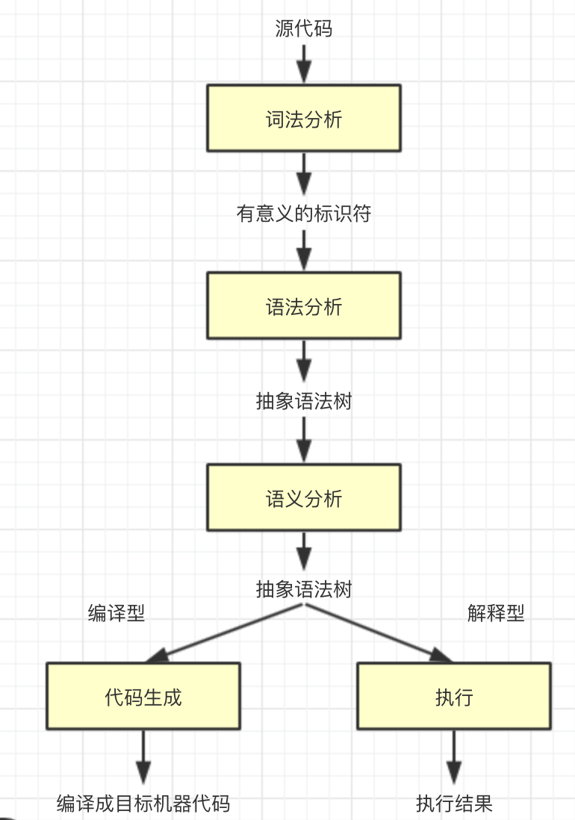 源代码
词法分析
有意义的标识符
语法分析
抽象语法树
语义分析
抽象语法树
编译型
解释型
代码生成
执行
编译成目标机器代码
执行结果